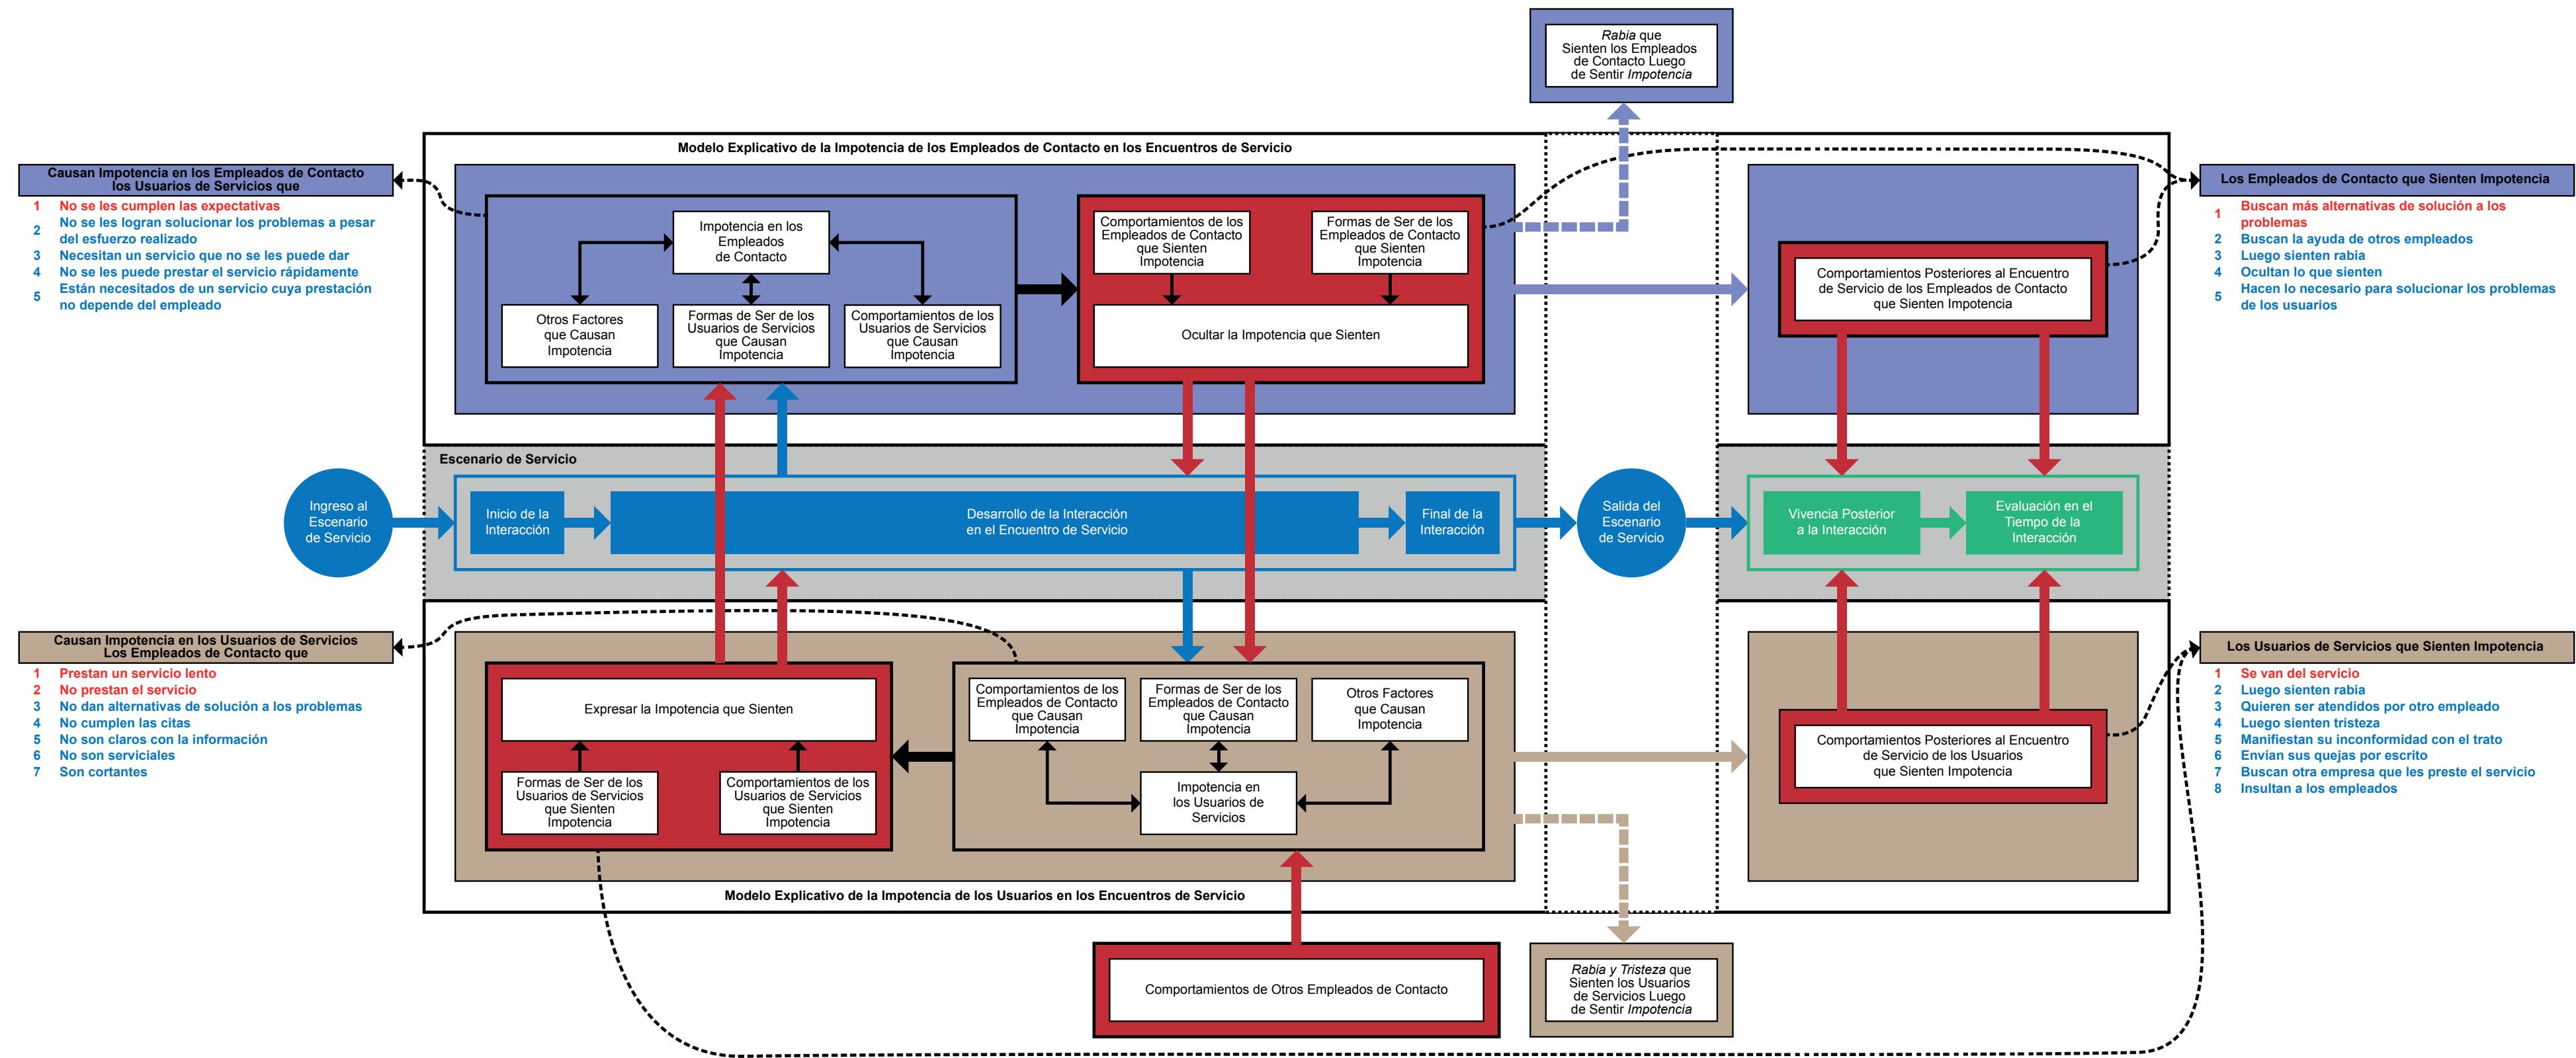 Rabia que
Sienten los Empleados
de Contacto Luego
de Sentir Impotencia
Modelo Explicativo de la Impotencia de los Empleados de Contacto en los Encuentros de Servicio
Causan Impotencia en los Empleados de Contacto
los Usuarios de Servicios que
1 No se les cumplen las expectativas
2 No se les logran solucionar los problemas a pesar
del esfuerzo realizado
3 Necesitan un servicio que no se les puede dar
4 No se les puede prestar el servicio rápidamente
5 Están necesitados de un servicio cuya prestación
no depende del empleado
Impotencia en los
Empleados
de Contacto
Otros Factores
que Causan
Impotencia
Formas de Ser de los
Usuarios de Servicios
que Causan
Impotencia
Comportamientos de los
Usuarios de Servicios
que Causan
Impotencia
Comportamientos de los
Empleados de Contacto
que Sienten
Impotencia
Formas de Ser de los
Empleados de Contacto
que Sienten
Impotencia
Ocultar la Impotencia que Sienten
Comportamientos Posteriores al Encuentro
de Servicio de los Empleados de Contacto
que Sienten Impotencia
Los Empleados de Contacto que Sienten Impotencia
1 Buscan más alternativas de solución a los
problemas
2 Buscan la ayuda de otros empleados
3 Luego sienten rabia
4 Ocultan lo que sienten
5 Hacen lo necesario para solucionar los problemas
de los usuarios
Escenario de Servicio
Ingreso al
Escenario
de Servicio
Inicio de la
Interacción
Desarrollo de la Interacción
en el Encuentro de Servicio
Final de la
Interacción
Salida del
Escenario
de Servicio
Vivencia Posterior
a la Interacción
Evaluación en el
Tiempo de la
Interacción
Causan Impotencia en los Usuarios de Servicios
Los Empleados de Contacto que
1 Prestan un servicio lento
2 No prestan el servicio
3 No dan alternativas de solución a los problemas
4 No cumplen las citas
5 No son claros con la información
6 No son serviciales
7 Son cortantes
Expresar la Impotencia que Sienten
Formas de Ser de los
Usuarios de Servicios
que Sienten
Impotencia
Comportamientos de los
Usuarios de Servicios
que Sienten
Impotencia
Comportamientos de los
Empleados de Contacto
que Causan
Impotencia
Formas de Ser de los
Empleados de Contacto
que Causan
Impotencia
Otros Factores
que Causan
Impotencia
Impotencia en
los Usuarios de
Servicios
Comportamientos Posteriores al Encuentro
de Servicio de los Usuarios
que Sienten Impotencia
Los Usuarios de Servicios que Sienten Impotencia
1 Se van del servicio
2 Luego sienten rabia
3 Quieren ser atendidos por otro empleado
4 Luego sienten tristeza
5 Manifiestan su inconformidad con el trato
6 Envían sus quejas por escrito
7 Buscan otra empresa que les preste el servicio
8 Insultan a los empleados
Modelo Explicativo de la Impotencia de los Usuarios en los Encuentros de Servicio
Comportamientos de Otros Empleados de Contacto
Rabia y Tristeza que
Sienten los Usuarios
de Servicios Luego
de Sentir Impotencia